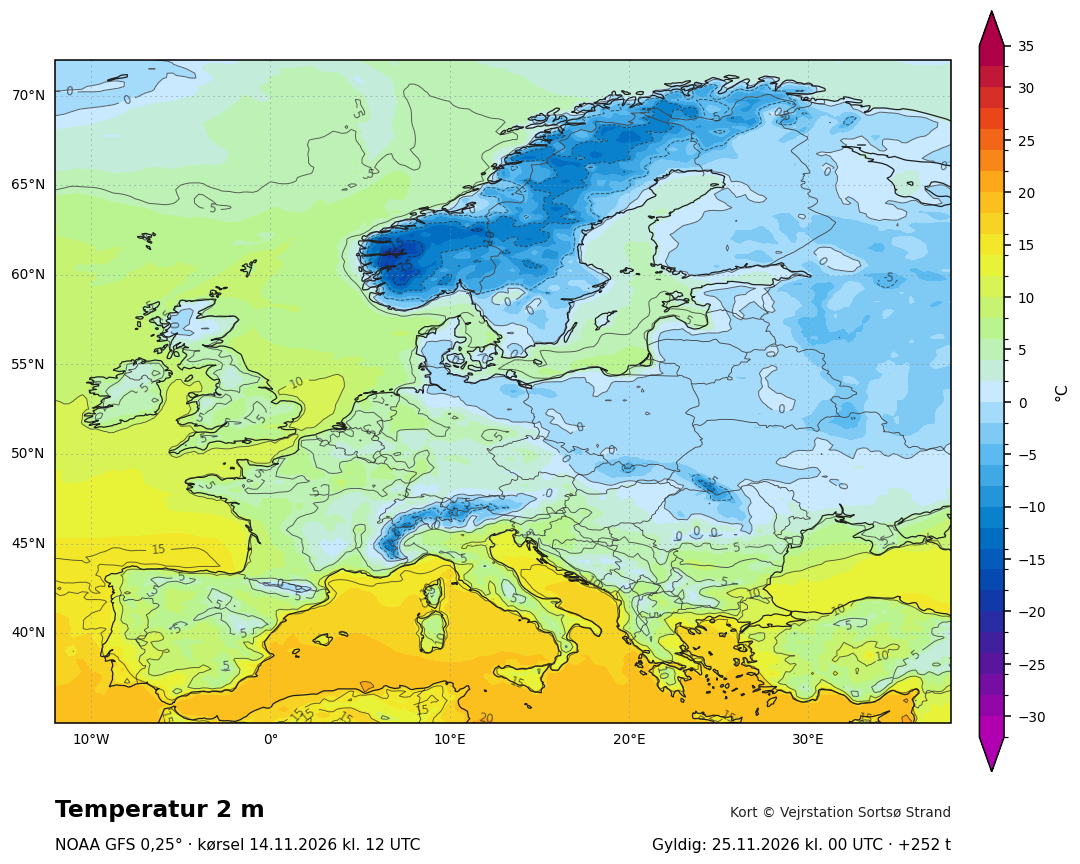 70°N
65°N
60°N
55°N
50°N
45°N
40°N
10°W 0° 10°E 20°E 30°E
35
30
25
20
15
10
5
0
−5
−10
−15
−20
−25
−30
°C
Temperatur 2 m
Kort © Vejrstation Sortsø Strand
NOAA GFS 0,25° · kørsel 14.11.2026 kl. 12 UTC
Gyldig: 25.11.2026 kl. 00 UTC · +252 t